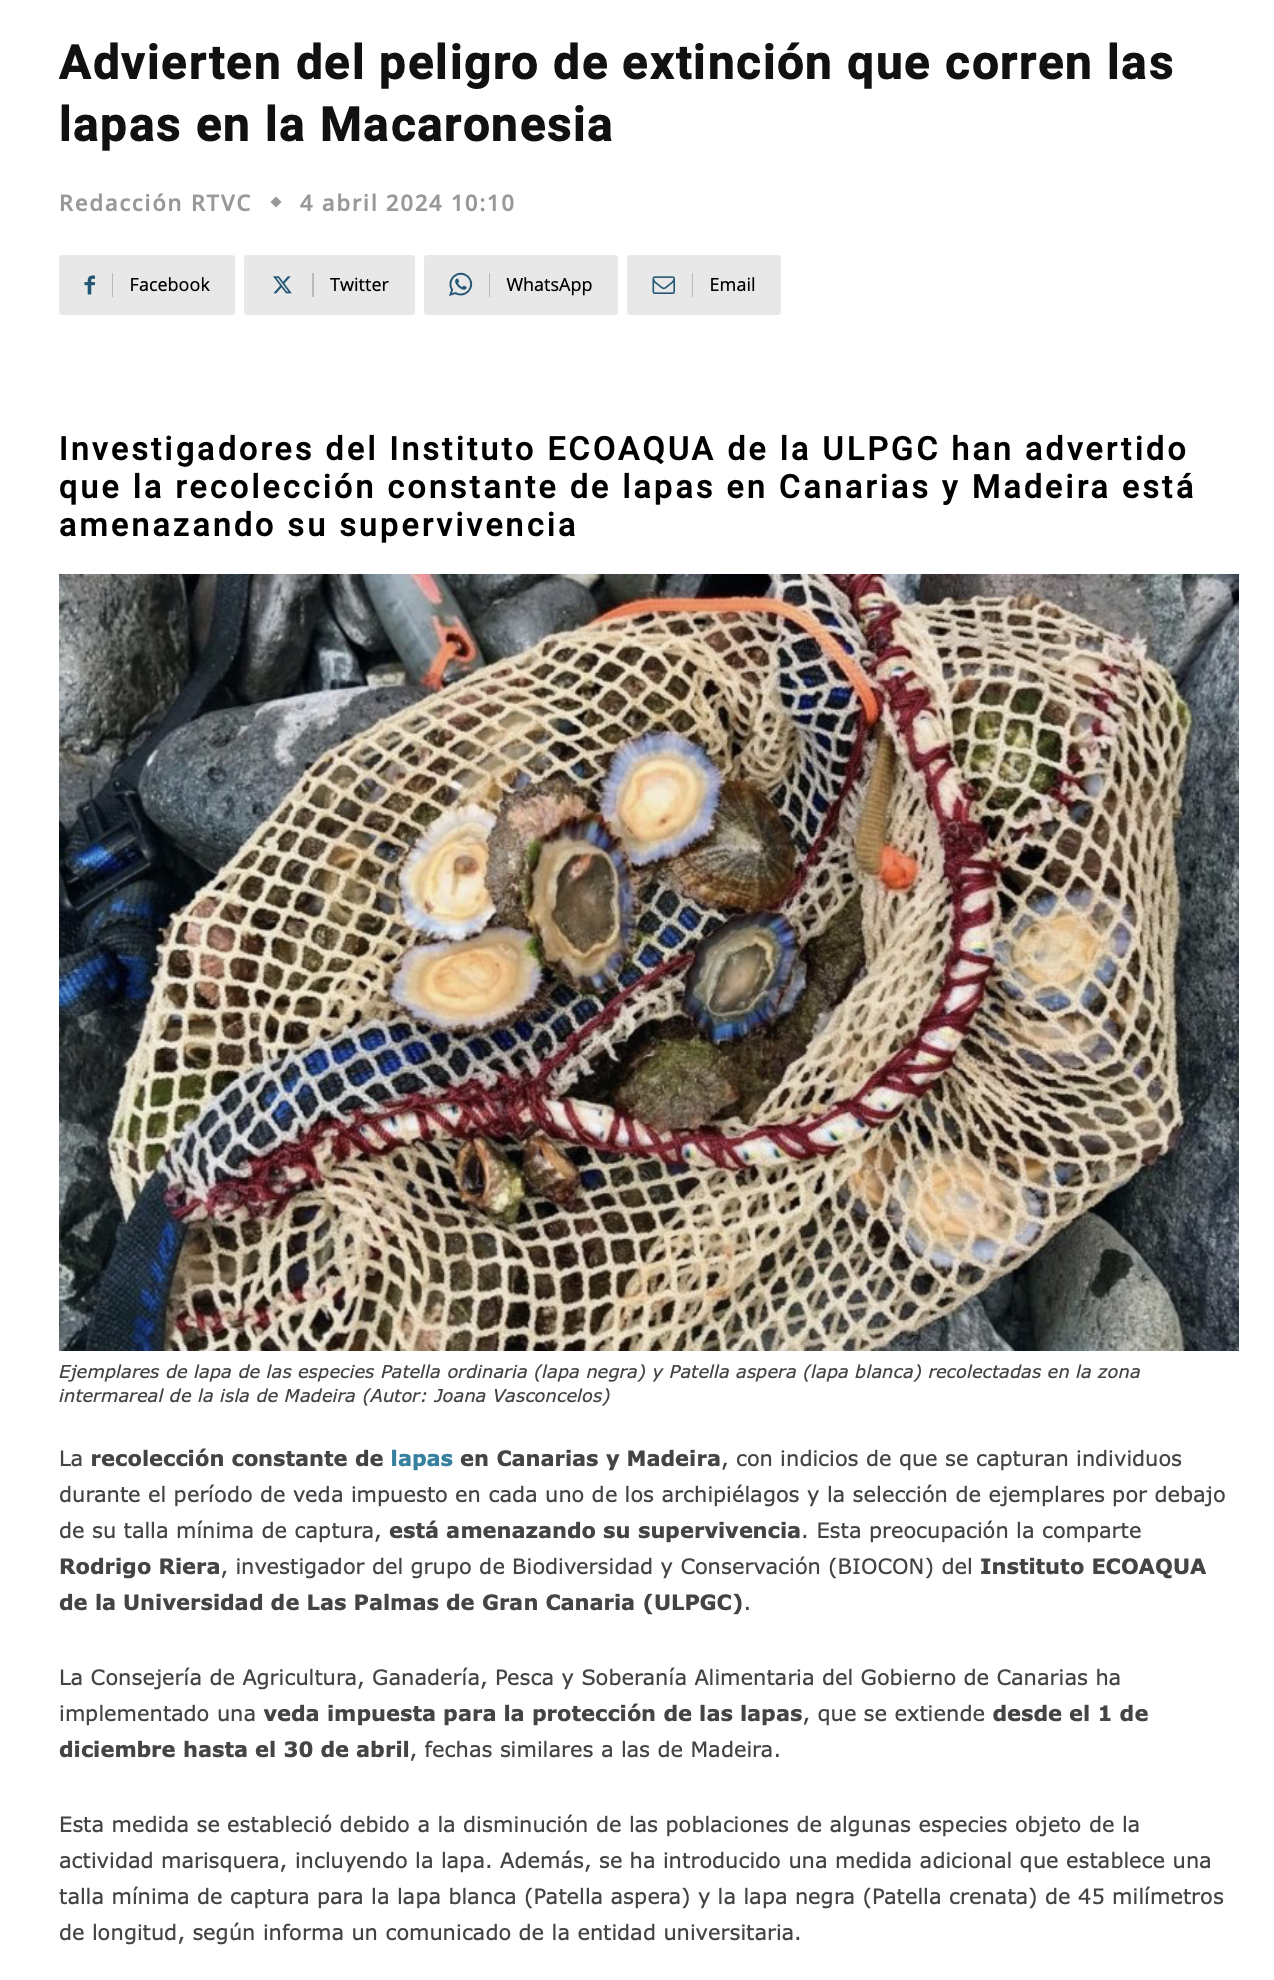 Advierten del peligro de extinción que corren las
lapas en la Macaronesia
Redacción RTVC ◆ 4 abril 2024 10:10
Facebook
Twitter
WhatsApp
Email
Investigadores del Instituto ECOAQUA de la ULPGC han advertido
que la recolección constante de lapas en Canarias y Madeira está
amenazando su supervivencia
Ejemplares de lapa de las especies Patella ordinaria (lapa negra) y Patella aspera (lapa blanca) recolectadas en la zona
intermareal de la isla de Madeira (Autor: Joana Vasconcelos)
La recolección constante de lapas en Canarias y Madeira, con indicios de que se capturan individuos
durante el período de veda impuesto en cada uno de los archipiélagos y la selección de ejemplares por debajo
de su talla mínima de captura, está amenazando su supervivencia. Esta preocupación la comparte
Rodrigo Riera, investigador del grupo de Biodiversidad y Conservación (BIOCON) del Instituto ECOAQUA
de la Universidad de Las Palmas de Gran Canaria (ULPGC).
La Consejería de Agricultura, Ganadería, Pesca y Soberanía Alimentaria del Gobierno de Canarias ha
implementado una veda impuesta para la protección de las lapas, que se extiende desde el 1 de
diciembre hasta el 30 de abril, fechas similares a las de Madeira.
Esta medida se estableció debido a la disminución de las poblaciones de algunas especies objeto de la
actividad marisquera, incluyendo la lapa. Además, se ha introducido una medida adicional que establece una
talla mínima de captura para la lapa blanca (Patella aspera) y la lapa negra (Patella crenata) de 45 milímetros
de longitud, según informa un comunicado de la entidad universitaria.